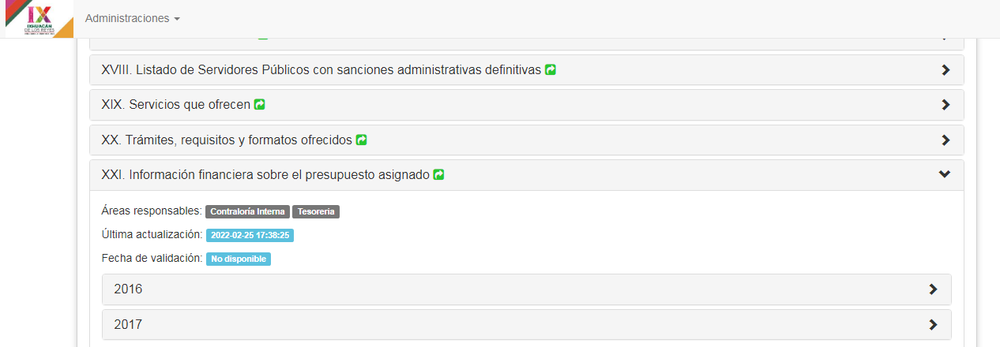 IX
IXHUACÁN
DE LOS REYES
Administraciones
XVIII. Listado de Servidores Públicos con sanciones administrativas definitivas
XIX. Servicios que ofrecen
XX. Trámites, requisitos y formatos ofrecidos
XXI. Información financiera sobre el presupuesto asignado
Áreas responsables: Contraloría Interna Tesoreria
Última actualización: 2022-02-25 17:38:25
Fecha de validación: No disponible
2016
2017